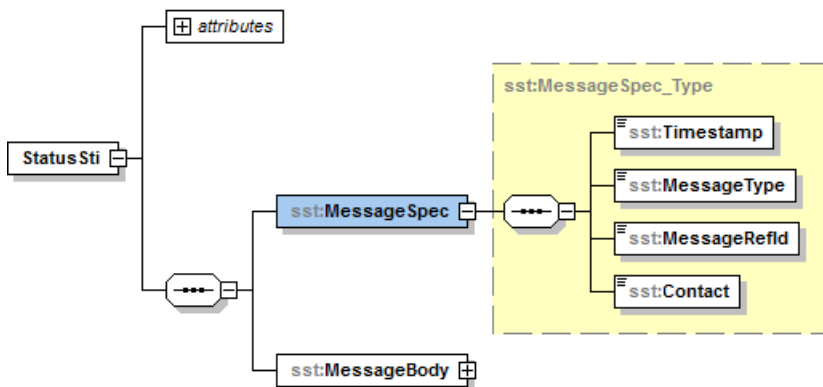 attributes
sst:MessageSpec_Type
sst:Timestamp
StatusSti
sst:MessageType
sst:MessageSpec
sst:MessageRefId
sst:Contact
sst:MessageBody